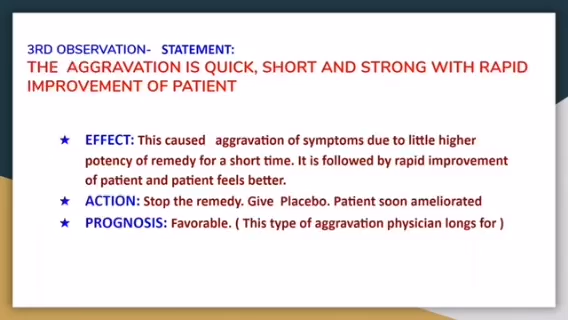 3RD OBSERVATION- STATEMENT:
THE AGGRAVATION IS QUICK, SHORT AND STRONG WITH RAPID
IMPROVEMENT OF PATIENT
★ EFFECT: This caused aggravation of symptoms due to little higher
potency of remedy for a short time. It is followed by rapid improvement
of patient and patient feels better.
★ ACTION: Stop the remedy. Give Placebo. Patient soon ameliorated
★ PROGNOSIS: Favorable. ( This type of aggravation physician longs for )